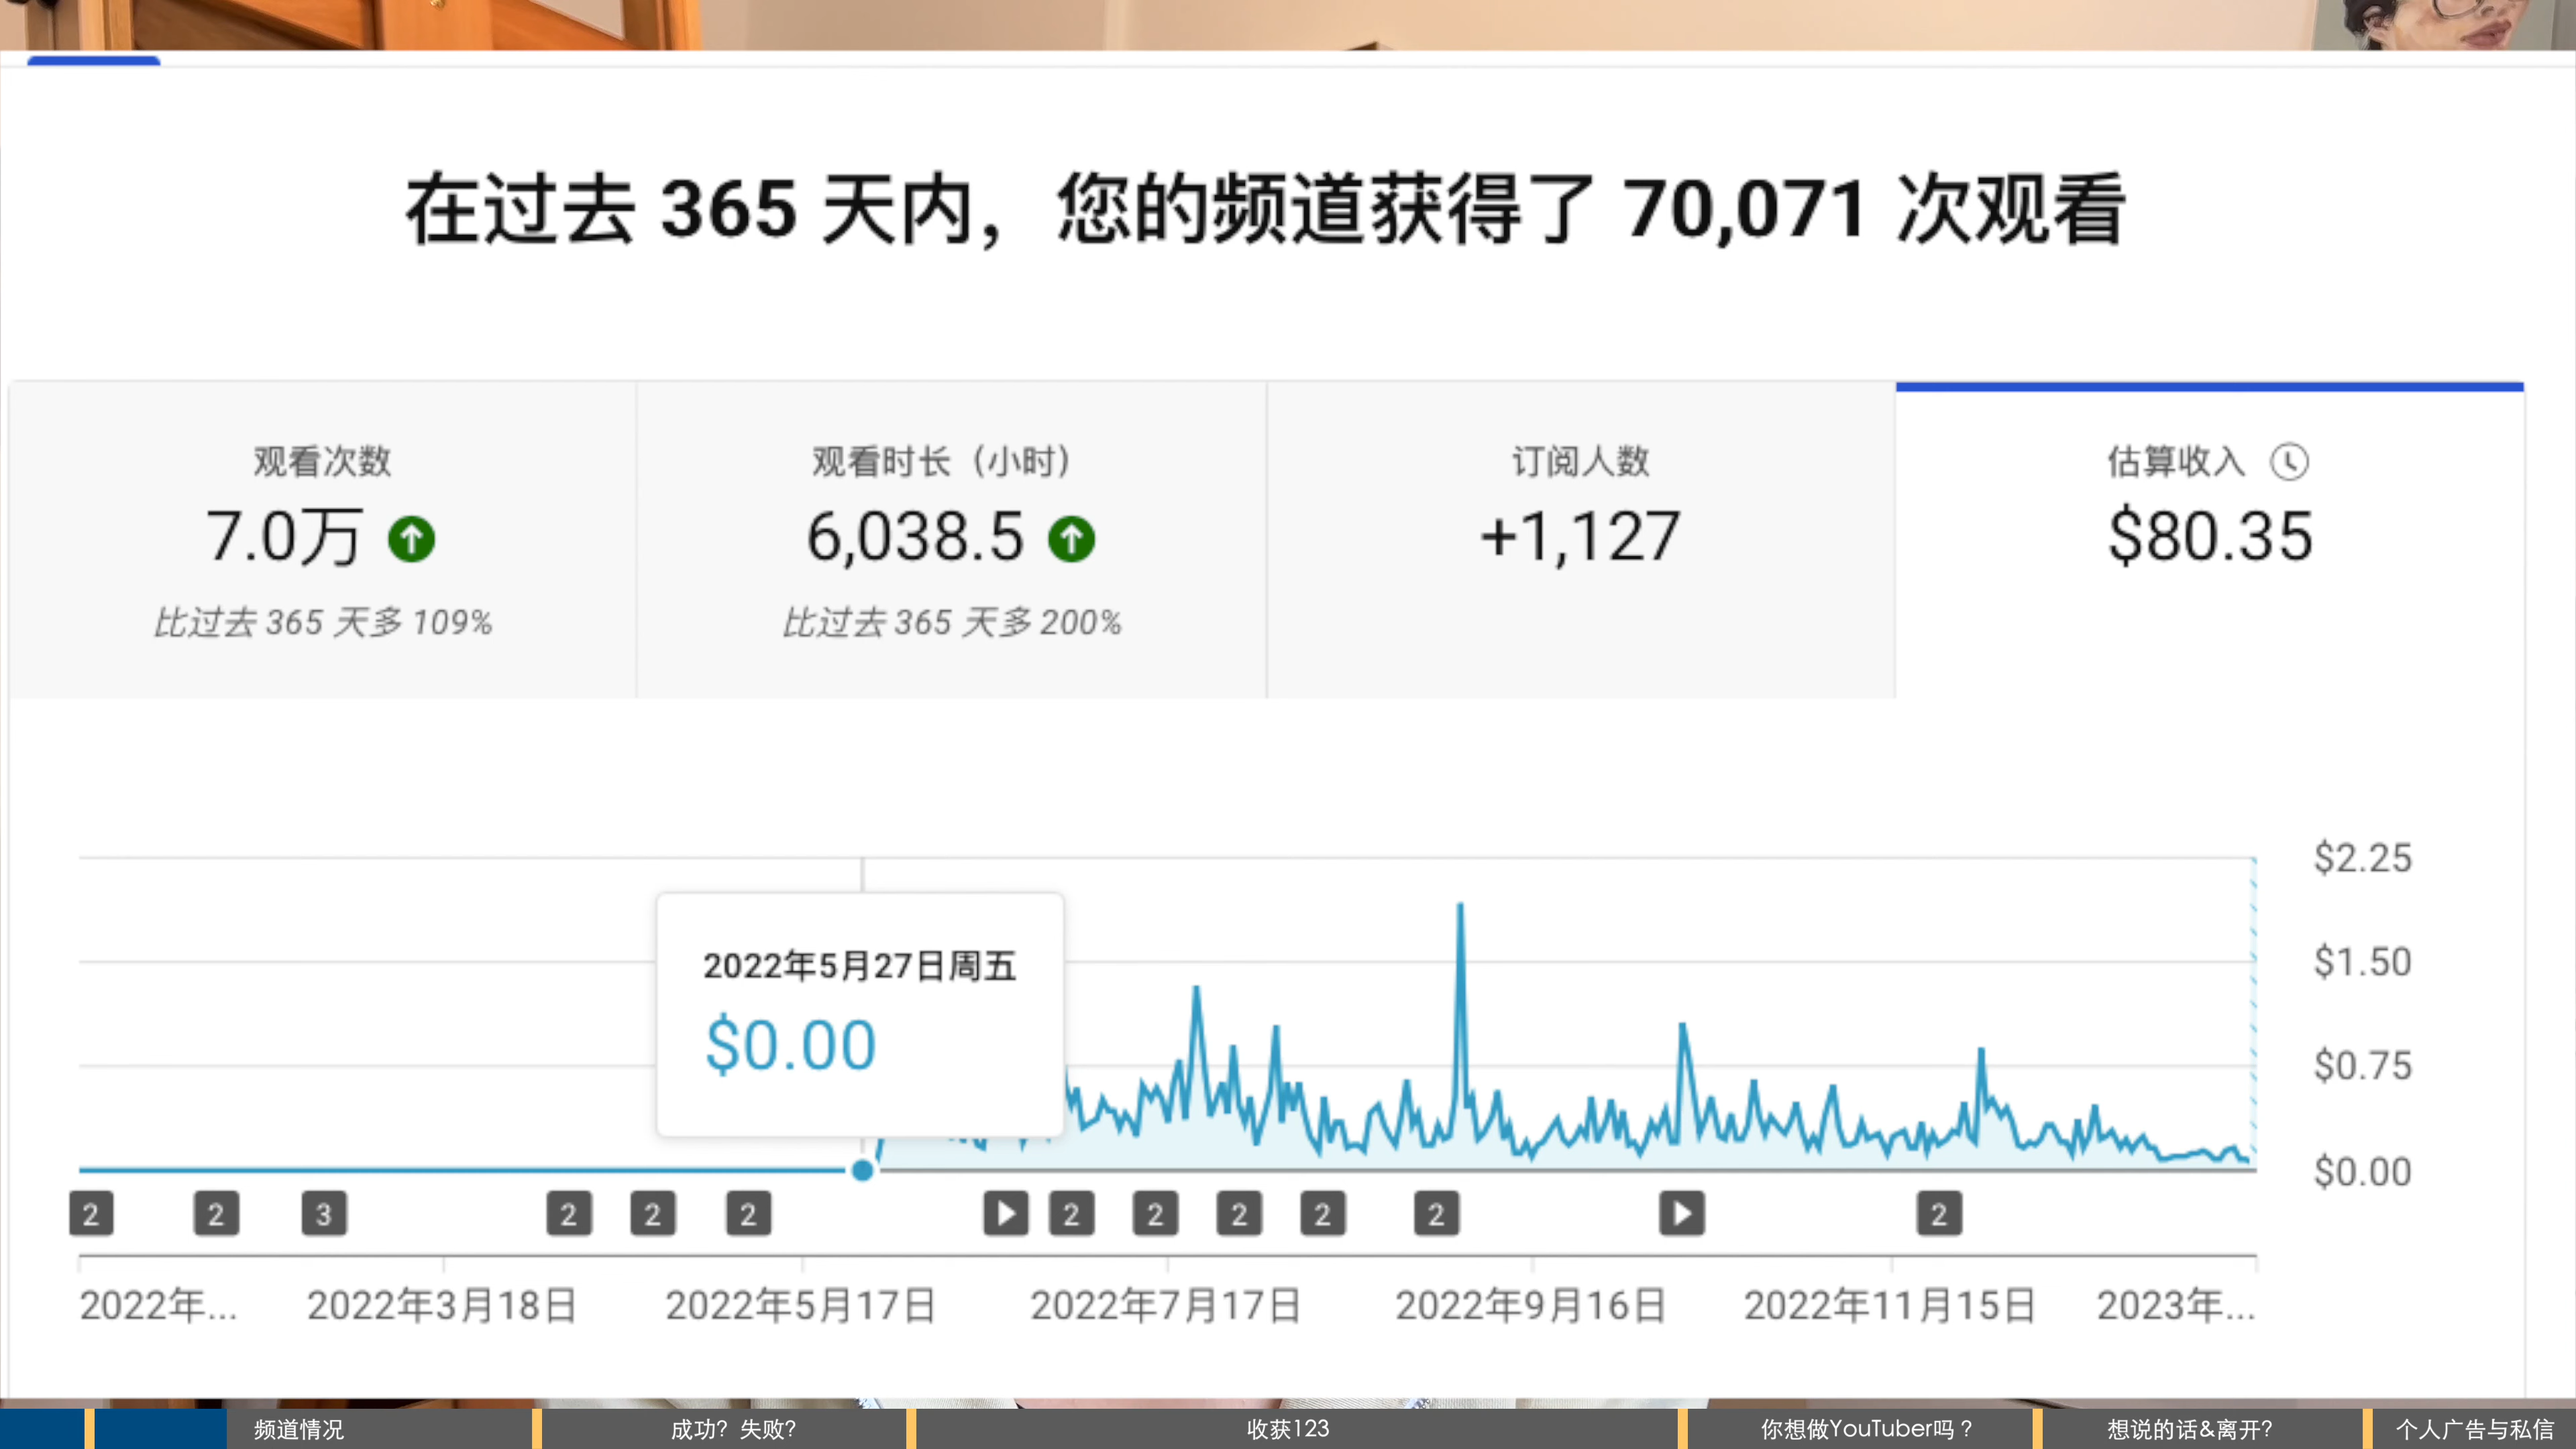 在过去 365 天内，您的频道获得了 70,071 次观看
观看次数
7.0万
比过去 365 天多 109%
观看时长（小时）
6,038.5
比过去 365 天多 200%
订阅人数
+1,127
估算收入
$80.35
$2.25
$1.50
$0.75
$0.00
2022年5月27日周五
$0.00
2 2 3 2 2 2 2 2 2 2 2 2
2022年... 2022年3月18日 2022年5月17日 2022年7月17日 2022年9月16日 2022年11月15日 2023年...
频道情况 成功？失败？ 收获123 你想做YouTuber吗？ 想说的话&离开？ 个人广告与私信